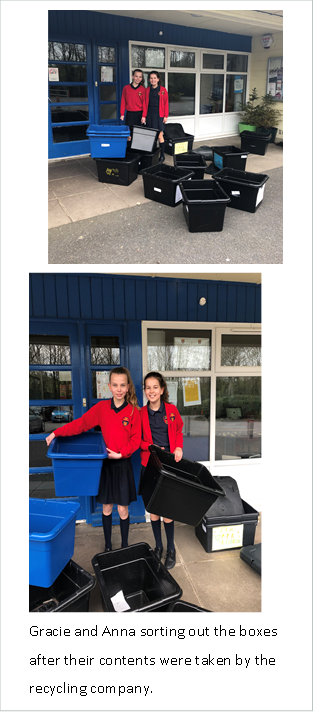 Gracie and Anna sorting out the boxes
after their contents were taken by the
recycling company.